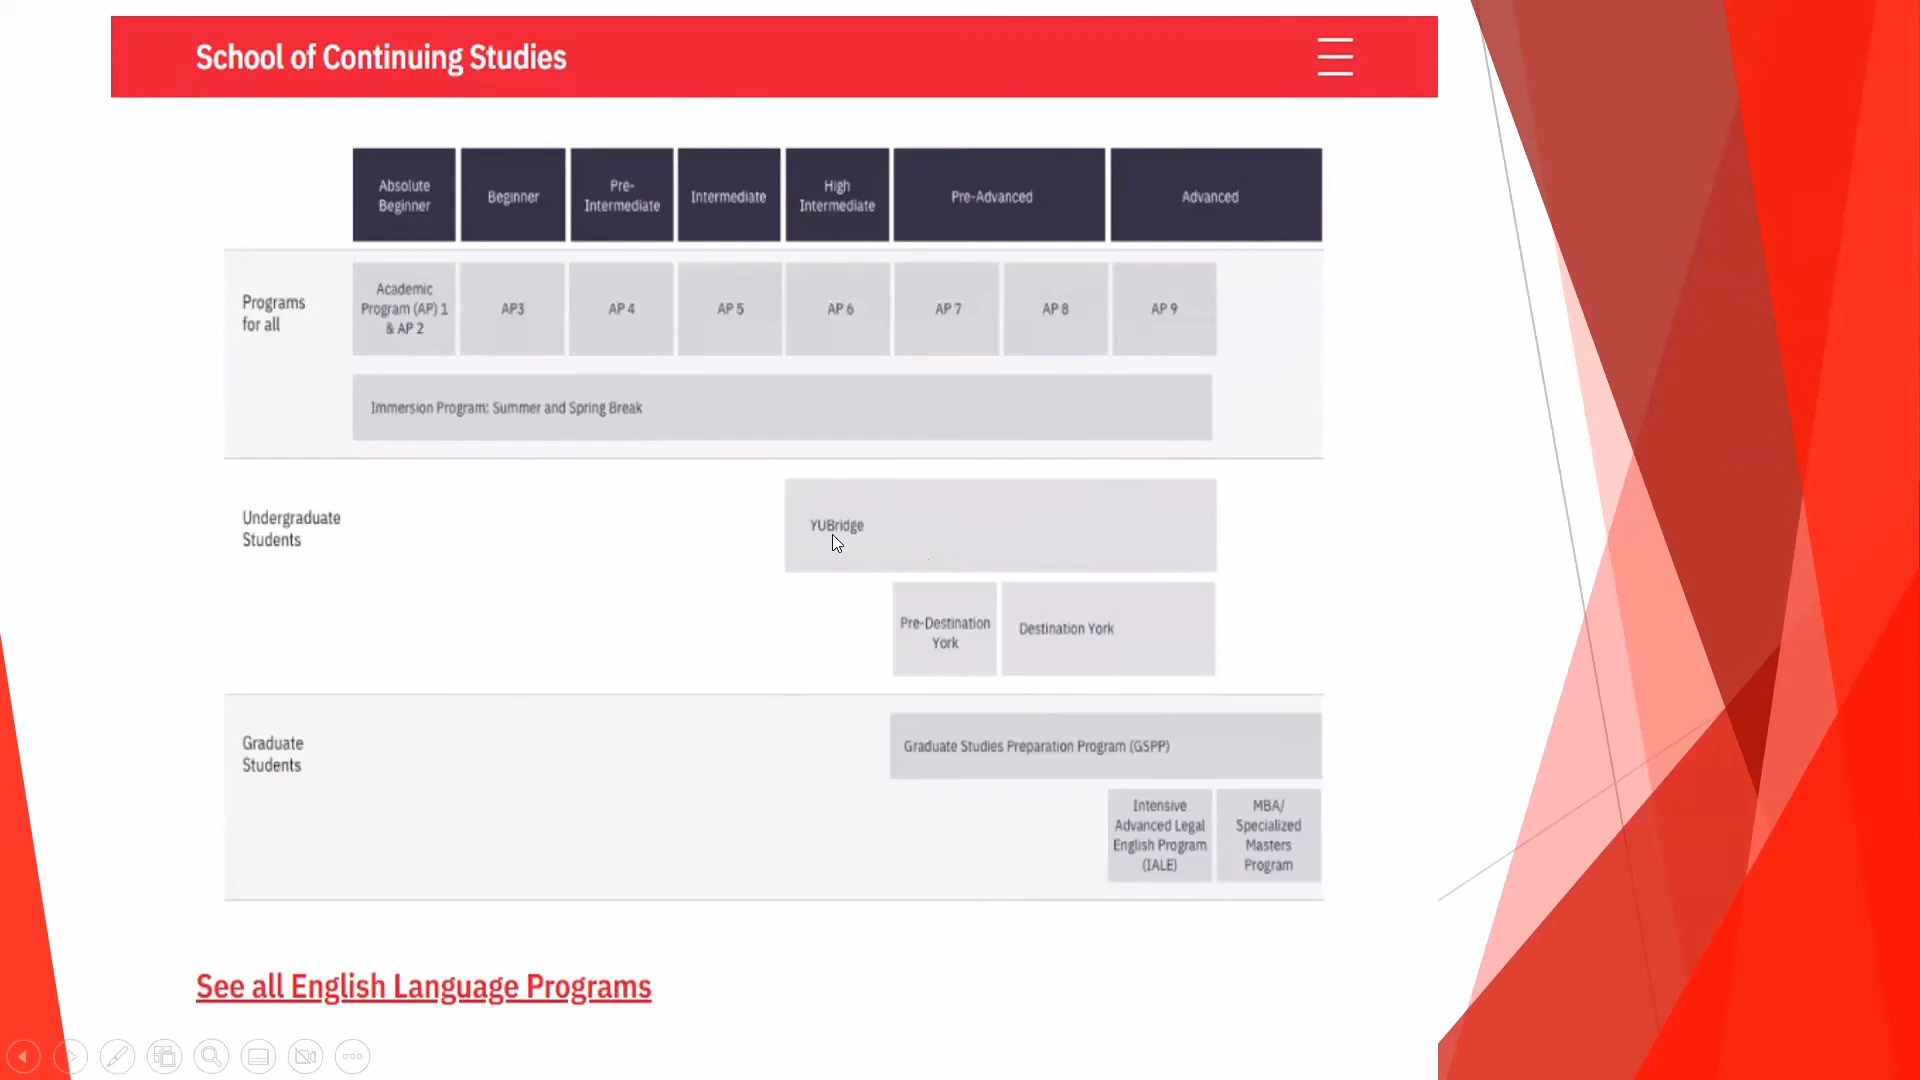 School of Continuing Studies
Absolute
Beginner
Beginner
Pre-
Intermediate
Intermediate
High
Intermediate
Pre-Advanced
Advanced
Programs
for all
Academic
Program (AP) 1
& AP 2
AP3
AP 4
AP 5
AP 6
AP 7
AP 8
AP 9
Immersion Program: Summer and Spring Break
Undergraduate
Students
YUBridge
Pre-Destination
York
Destination York
Graduate
Students
Graduate Studies Preparation Program (GSPP)
Intensive
Advanced Legal
English Program
(IALE)
MBA/
Specialized
Masters
Program
See all English Language Programs